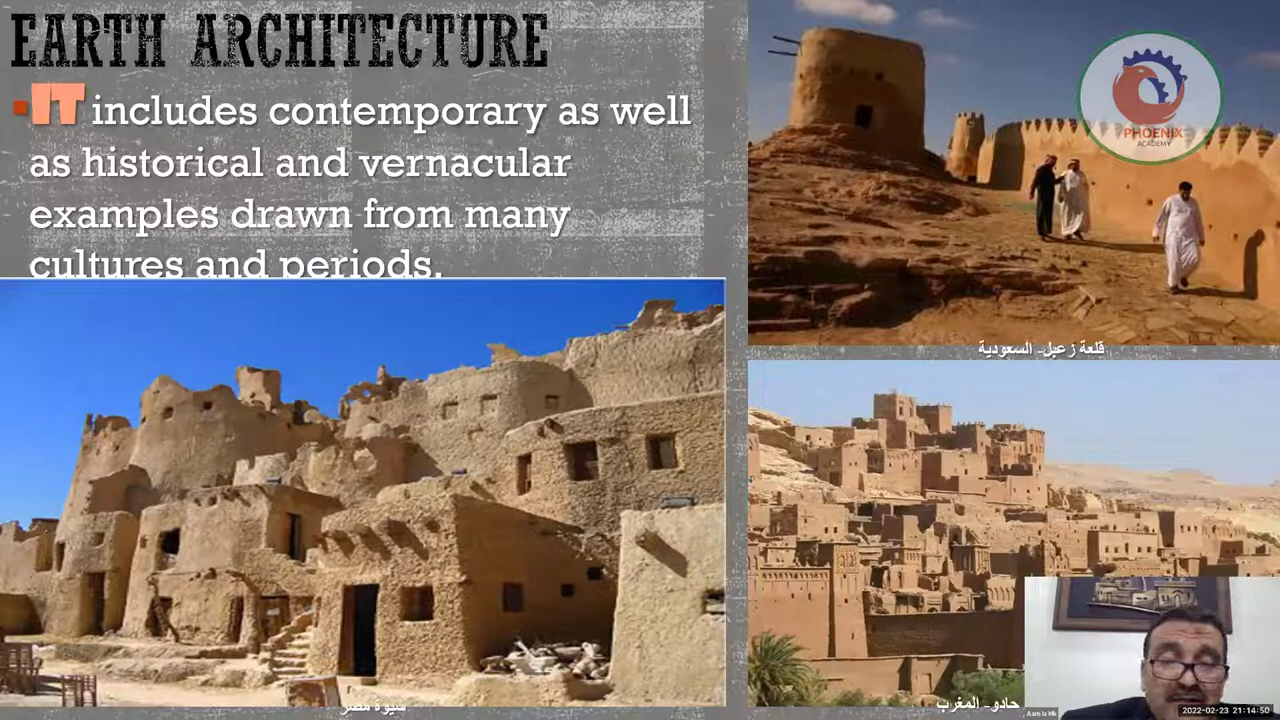 EARTH ARCHITECTURE
IT includes contemporary as well
as historical and vernacular
examples drawn from many
cultures and periods.
PHOENIX
ACADEMY
قلعة زعبل- السعودية
سيوة مصر
حادو- المغرب
2022-02-23 21:14:50